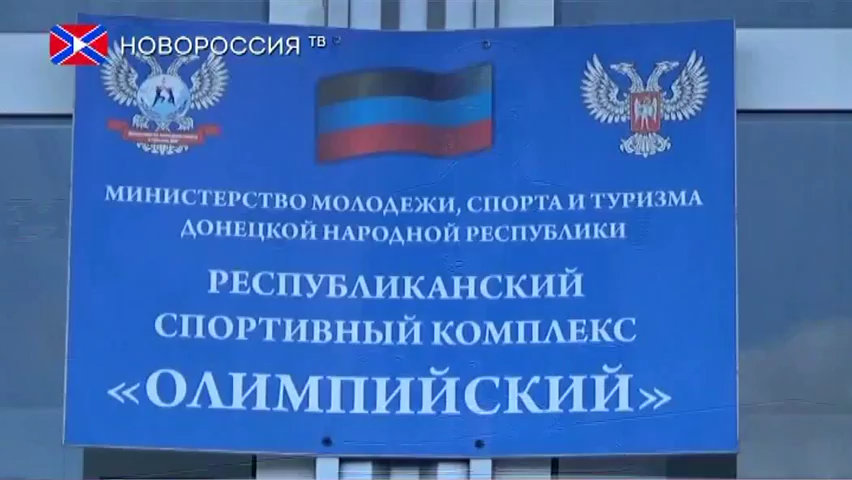 НОВОРОССИЯ ТВ
МИНИСТЕРСТВО МОЛОДЕЖИ, СПОРТА И ТУРИЗМА
ДОНЕЦКОЙ НАРОДНОЙ РЕСПУБЛИКИ
РЕСПУБЛИКАНСКИЙ
СПОРТИВНЫЙ КОМПЛЕКС
«ОЛИМПИЙСКИЙ»